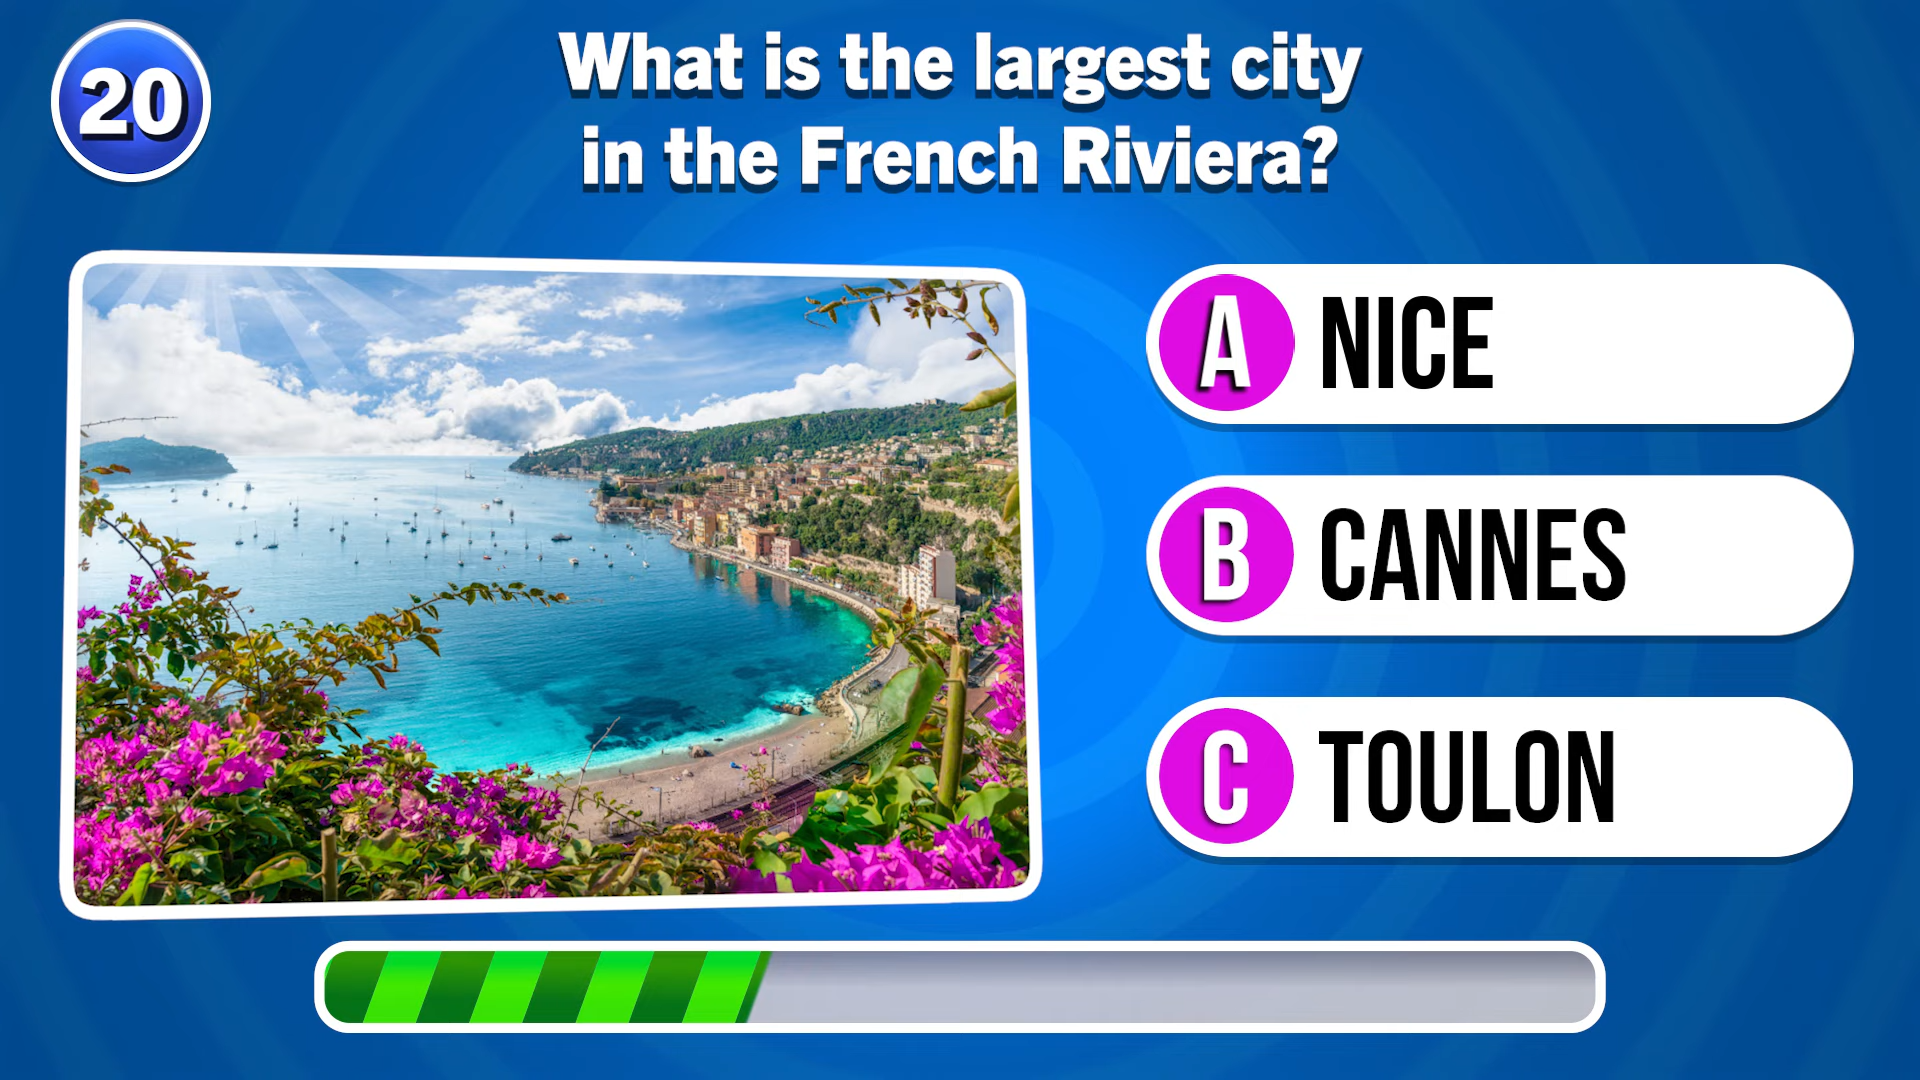 20
What is the largest city
in the French Riviera?
A NICE
B CANNES
C TOULON